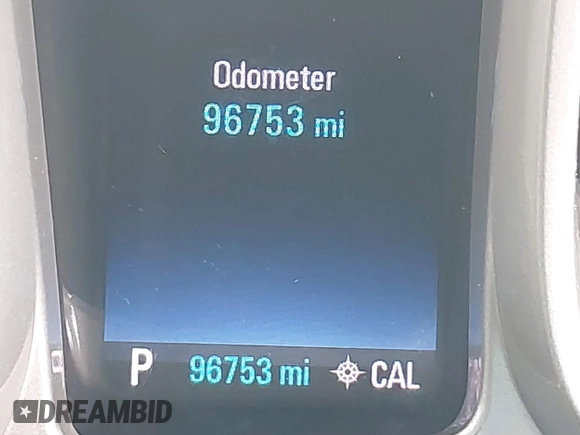 Odometer
96753 mi
P 96753 mi CAL
DREAMBID